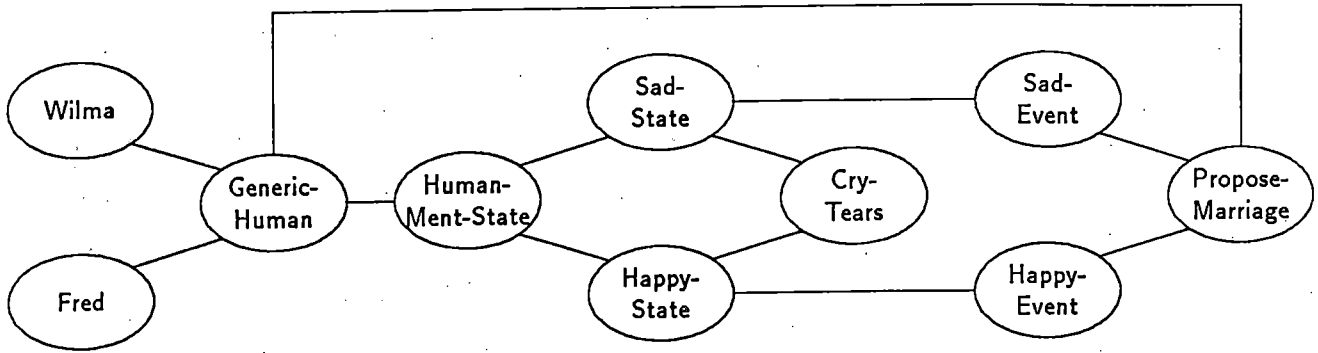 Wilma
Fred
Generic-
Human
Human-
Ment-State
Sad-
State
Happy-
State
Cry-
Tears
Sad-
Event
Happy-
Event
Propose-
Marriage